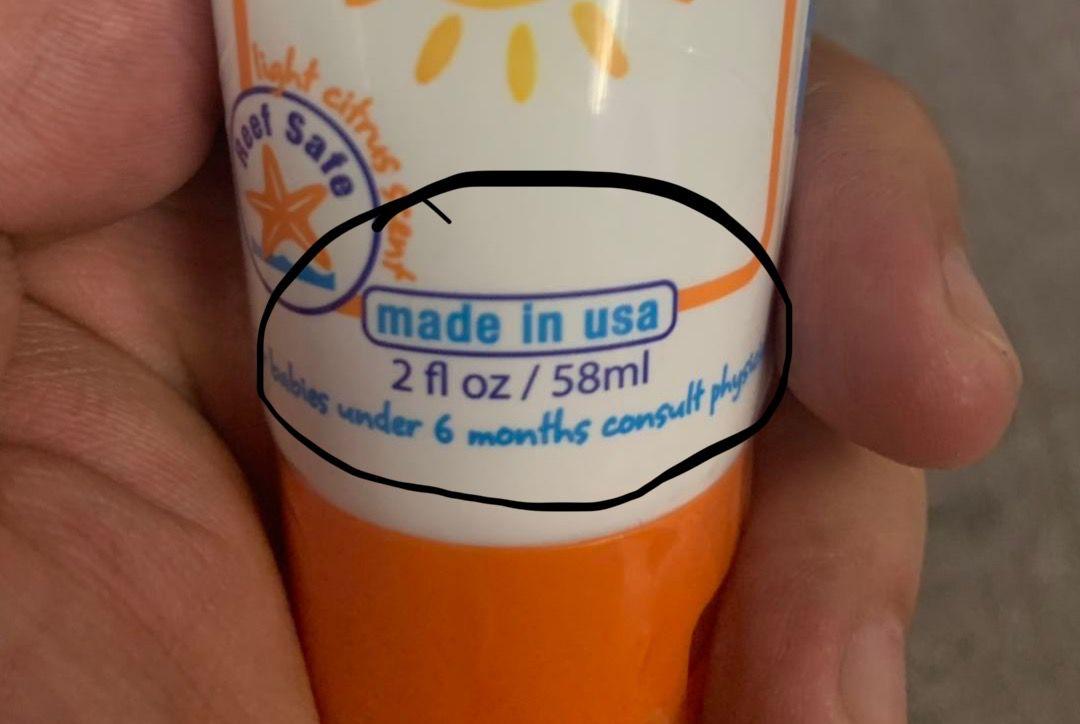 light citrus scent
Reef Safe
made in usa
2 fl oz / 58ml
babies under 6 months consult